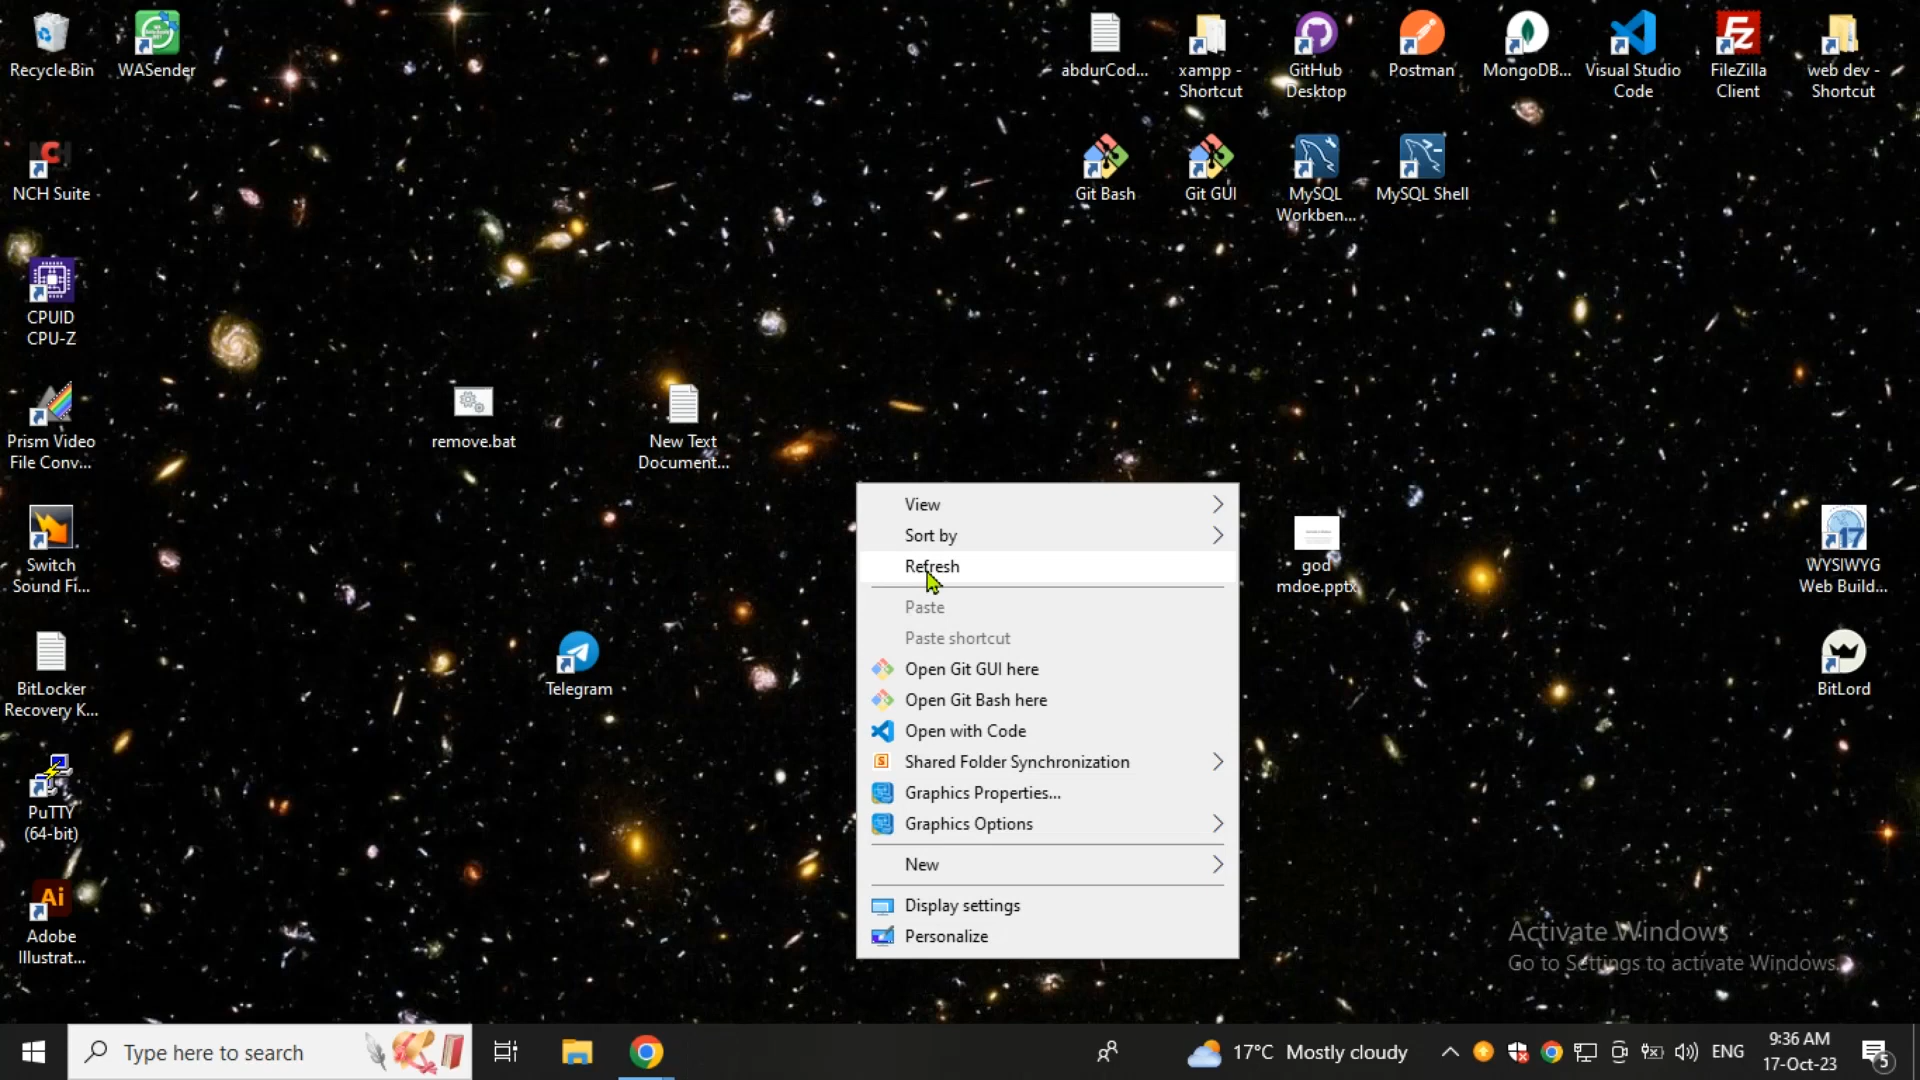 Recycle Bin
WASender
abdurCod...
xampp -
Shortcut
GitHub
Desktop
Postman
MongoDB...
Visual Studio
Code
FileZilla
Client
web dev -
Shortcut
NCH Suite
Git Bash
Git GUI
MySQL
Workben...
MySQL Shell
CPUID
CPU-Z
Prism Video
File Conv...
remove.bat
New Text
Document...
Switch
Sound Fi...
god
mdoe.pptx
17
WYSIWYG
Web Build...
BitLocker
Recovery K...
Telegram
BitLord
PuTTY
(64-bit)
Ai
Adobe
Illustrat...
View
Sort by
Refresh
Paste
Paste shortcut
Open Git GUI here
Open Git Bash here
Open with Code
Shared Folder Synchronization
Graphics Properties...
Graphics Options
New
Display settings
Personalize
Activate Windows
Go to Settings to activate Windows.
Type here to search
17°C Mostly cloudy
ENG
9:36 AM
17-Oct-23
5